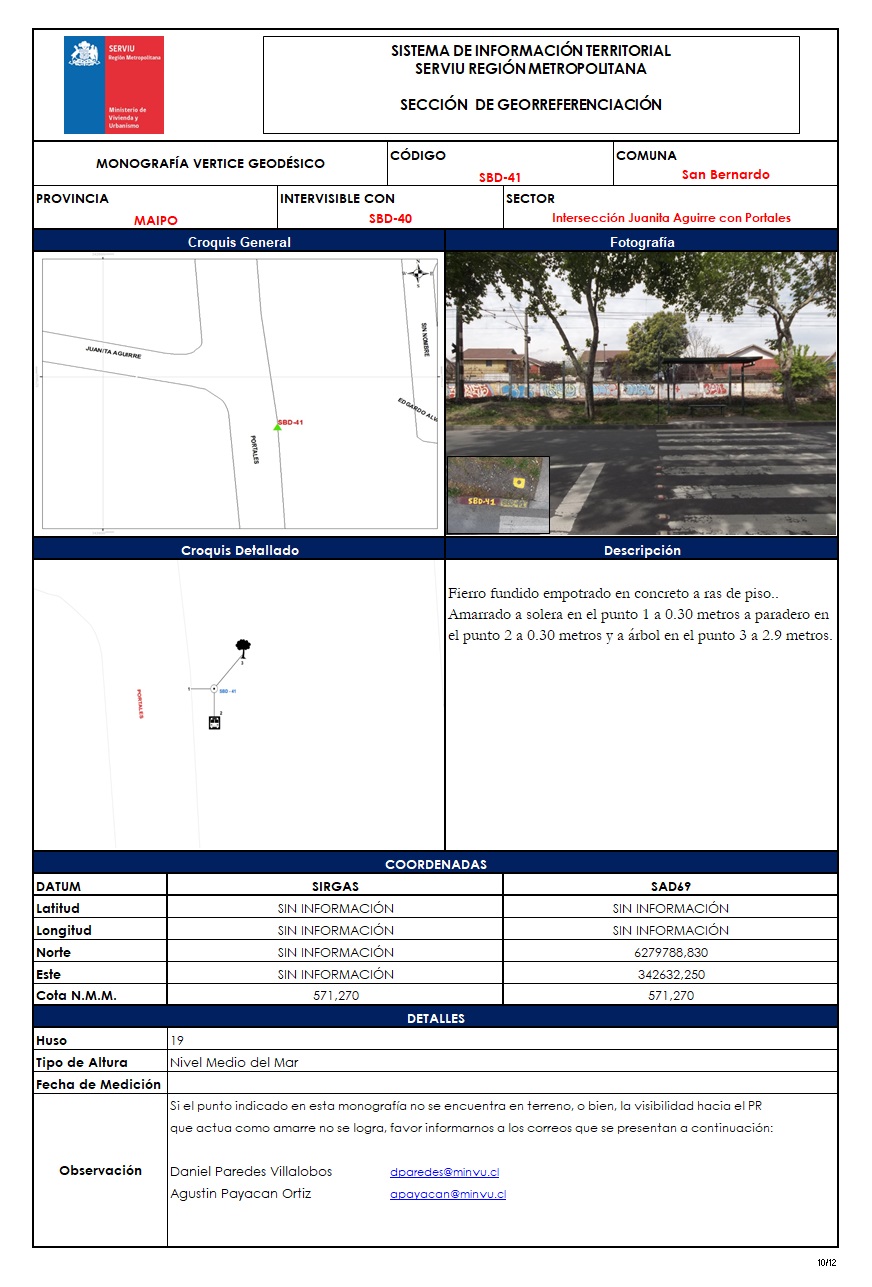 SERVIU
Región Metropolitana
Ministerio de
Vivienda y
Urbanismo
SISTEMA DE INFORMACIÓN TERRITORIAL
SERVIU REGIÓN METROPOLITANA
SECCIÓN DE GEORREFERENCIACIÓN
MONOGRAFÍA VERTICE GEODÉSICO
CÓDIGO
SBD-41
COMUNA
San Bernardo
PROVINCIA
MAIPO
INTERVISIBLE CON
SBD-40
SECTOR
Intersección Juanita Aguirre con Portales
Croquis General
Fotografía
N
W
E
S
JUANITA AGUIRRE
SIN NOMBRE
EDGARDO ALV
SBD-41
PORTALES
SBD-41
Croquis Detallado
Descripción
Fierro fundido empotrado en concreto a ras de piso..
Amarrado a solera en el punto 1 a 0.30 metros a paradero en
el punto 2 a 0.30 metros y a árbol en el punto 3 a 2.9 metros.
3
1
SBD - 41
2
PORTALES
COORDENADAS
DATUM SIRGAS SAD69
Latitud SIN INFORMACIÓN SIN INFORMACIÓN
Longitud SIN INFORMACIÓN SIN INFORMACIÓN
Norte SIN INFORMACIÓN 6279788,830
Este SIN INFORMACIÓN 342632,250
Cota N.M.M. 571,270 571,270
DETALLES
Huso 19
Tipo de Altura Nivel Medio del Mar
Fecha de Medición
Observación
Si el punto indicado en esta monografía no se encuentra en terreno, o bien, la visibilidad hacia el PR
que actua como amarre no se logra, favor informarnos a los correos que se presentan a continuación:
Daniel Paredes Villalobos dparedes@minvu.cl
Agustin Payacan Ortiz apayacan@minvu.cl
10/12